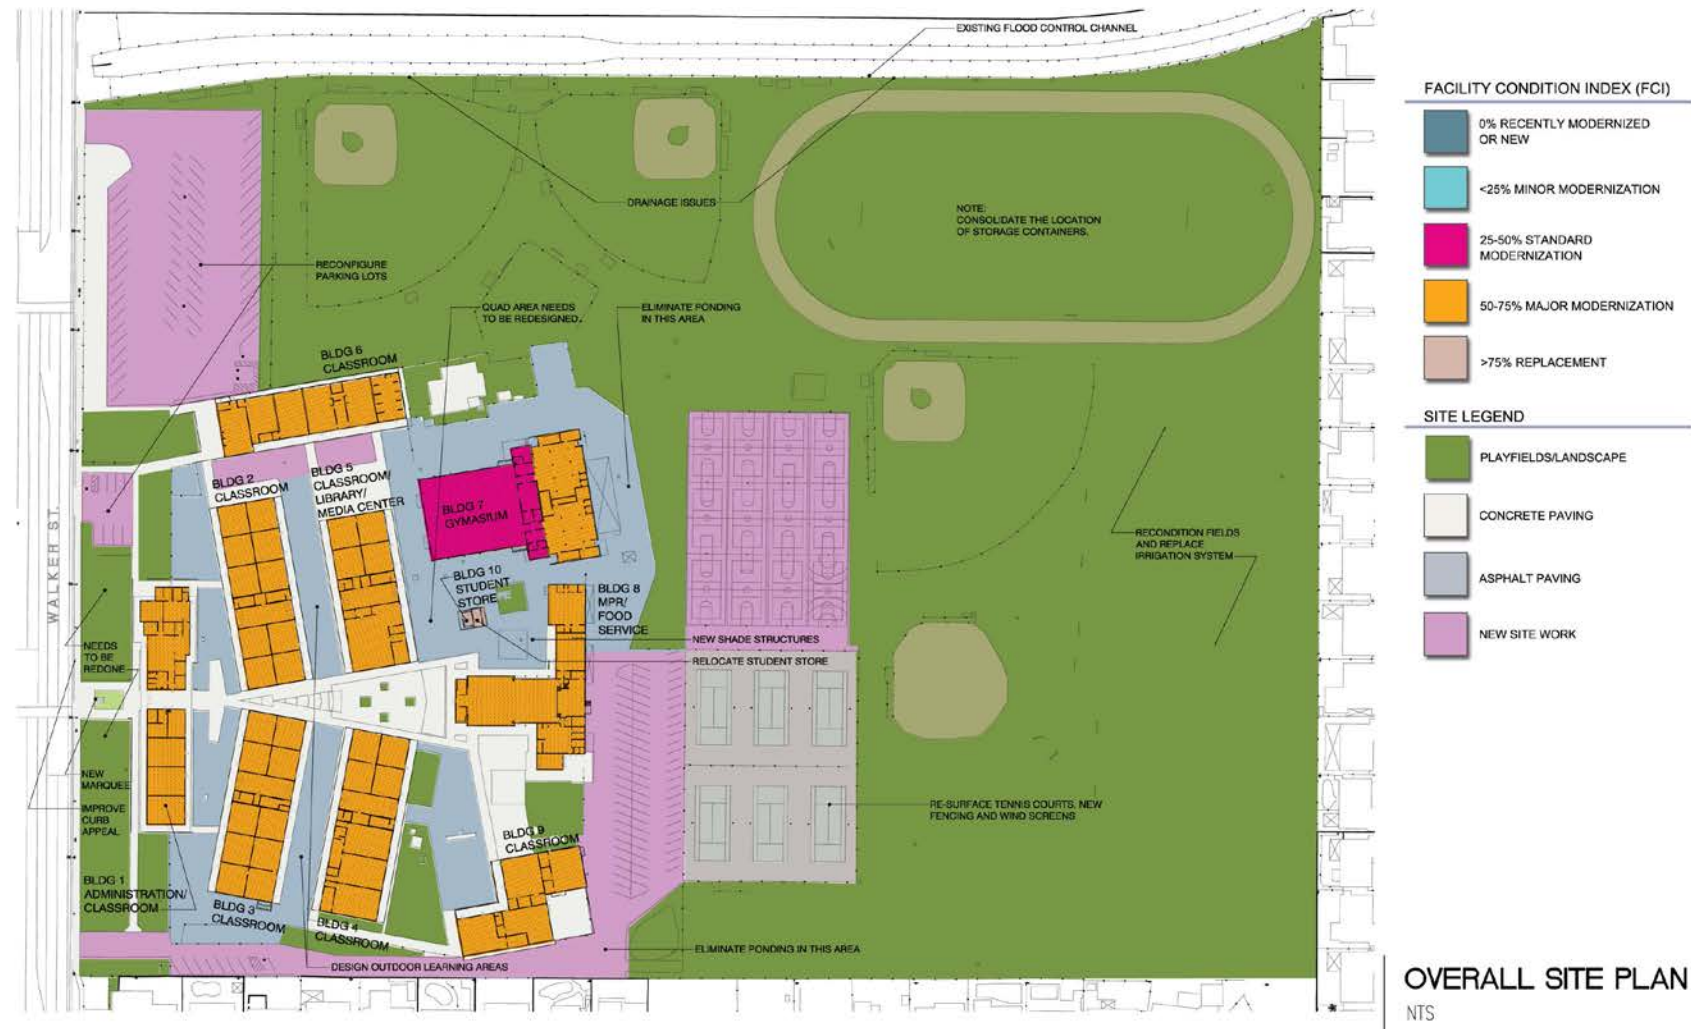 EXISTING FLOOD CONTROL CHANNEL
DRAINAGE ISSUES
NOTE:
CONSOLIDATE THE LOCATION
OF STORAGE CONTAINERS.
RECONFIGURE
PARKING LOTS
QUAD AREA NEEDS
TO BE REDESIGNED.
ELIMINATE PONDING
IN THIS AREA
BLDG 6
CLASSROOM
BLDG 2
CLASSROOM
BLDG 5
CLASSROOM/
LIBRARY/
MEDIA CENTER
BLDG 7
GYMASIUM
BLDG 10
STUDENT
STORE
BLDG 8
MPR/
FOOD
SERVICE
WALKER ST.
RECONDITION FIELDS
AND REPLACE
IRRIGATION SYSTEM
NEW SHADE STRUCTURES
RELOCATE STUDENT STORE
NEEDS
TO BE
REDONE
NEW
MARQUEE
IMPROVE
CURB
APPEAL
RE-SURFACE TENNIS COURTS, NEW
FENCING AND WIND SCREENS
BLDG 9
CLASSROOM
BLDG 1
ADMINISTRATION/
CLASSROOM
BLDG 3
CLASSROOM
BLDG 4
CLASSROOM
ELIMINATE PONDING IN THIS AREA
DESIGN OUTDOOR LEARNING AREAS
FACILITY CONDITION INDEX (FCI)
0% RECENTLY MODERNIZED
OR NEW
<25% MINOR MODERNIZATION
25-50% STANDARD
MODERNIZATION
50-75% MAJOR MODERNIZATION
>75% REPLACEMENT
SITE LEGEND
PLAYFIELDS/LANDSCAPE
CONCRETE PAVING
ASPHALT PAVING
NEW SITE WORK
OVERALL SITE PLAN
NTS